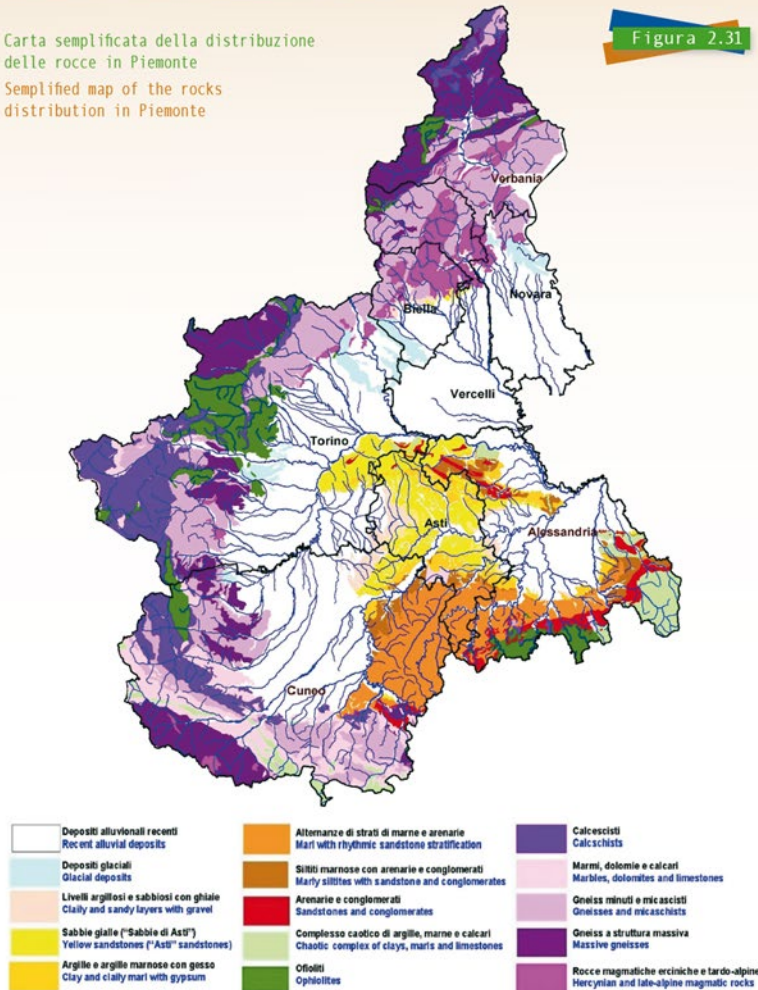 Carta semplificata della distribuzione
delle rocce in Piemonte
Semplified map of the rocks
distribution in Piemonte
Figura 2.31
Verbania
Novara
Biella
Vercelli
Torino
Asti
Alessandria
Cuneo
Depositi alluvionali recenti
Recent alluvial deposits
Depositi glaciali
Glacial deposits
Livelli argillosi e sabbiosi con ghiaie
Claily and sandy layers with gravel
Sabbie gialle ("Sabbie di Asti")
Yellow sandstones ("Asti" sandstones)
Argille e argille marnose con gesso
Clay and claily marl with gypsum
Alternanze di strati di marne e arenarie
Marl with rhythmic sandstone stratification
Siltiti marnose con arenarie e conglomerati
Marly siltites with sandstone and conglomerates
Arenarie e conglomerati
Sandstones and conglomerates
Complesso caotico di argille, marne e calcari
Chaotic complex of clays, marls and limestones
Ofioliti
Ophiolites
Calcescisti
Calcschists
Marmi, dolomie e calcari
Marbles, dolomites and limestones
Gneiss minuti e micascisti
Gneisses and micaschists
Gneiss a struttura massiva
Massive gneisses
Rocce magmatiche erciniche e tardo-alpine
Hercynian and late-alpine magmatic rocks